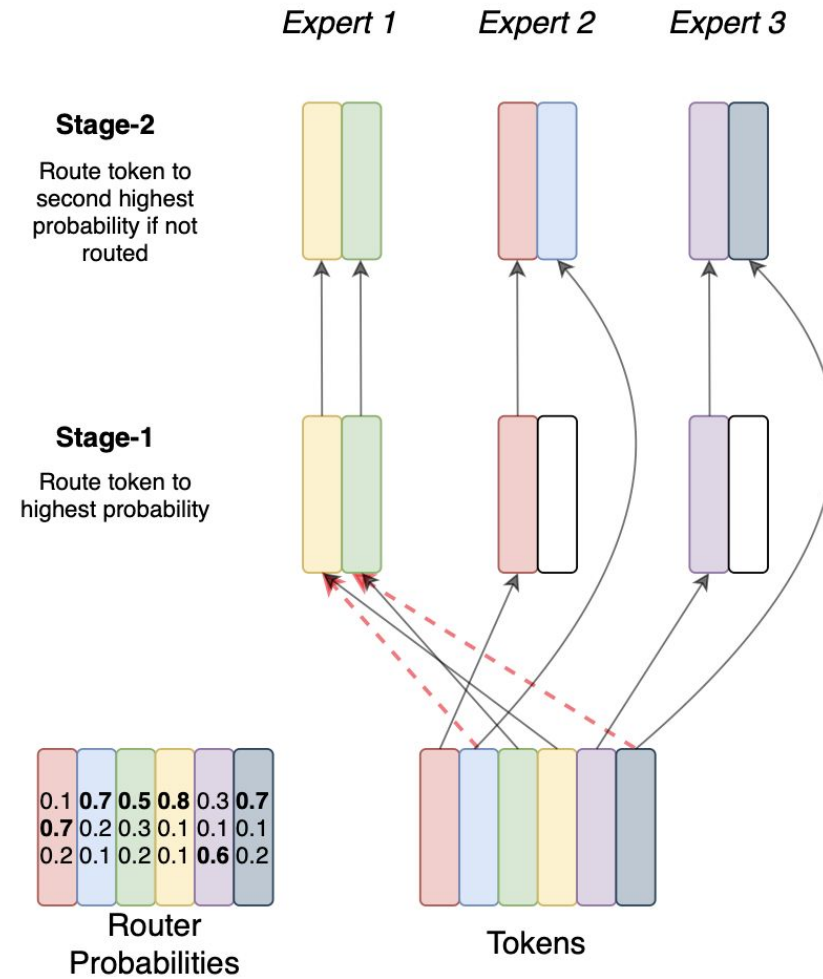 Expert 1
Expert 2
Expert 3
Stage-2
Route token to
second highest
probability if not
routed
Stage-1
Route token to
highest probability
0.1 0.7 0.5 0.8 0.3 0.7
0.7 0.2 0.3 0.1 0.1 0.1
0.2 0.1 0.2 0.1 0.6 0.2
Router
Probabilities
Tokens